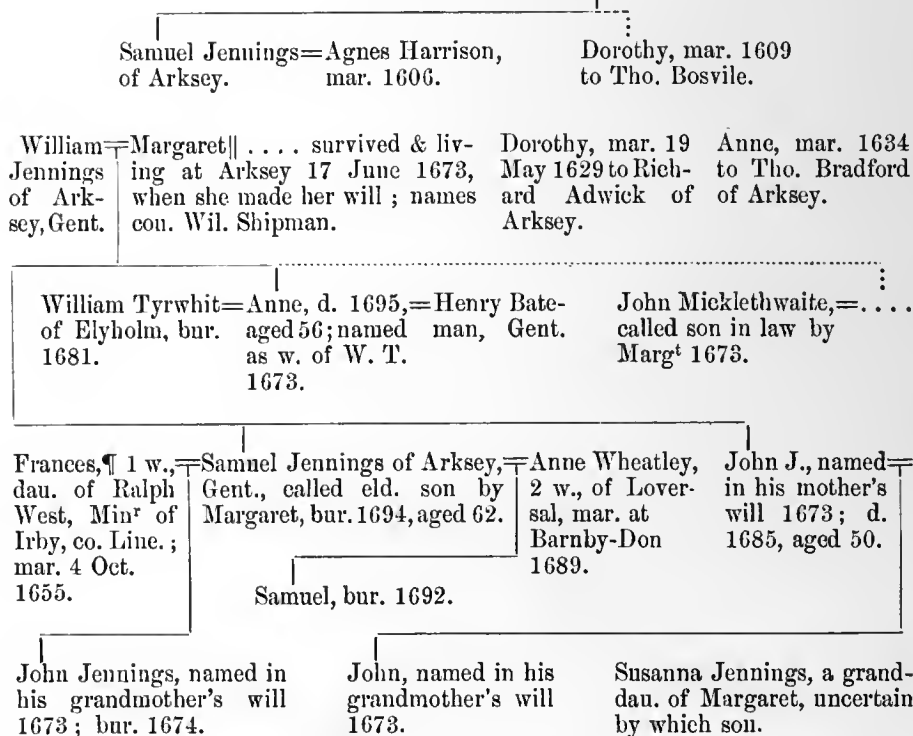 Samuel Jennings=Agnes Harrison,
of Arksey. mar. 1606.
Dorothy, mar. 1609
to Tho. Bosvile.
William=Margaret|| .... survived & liv-
Jennings ing at Arksey 17 June 1673,
of Ark- when she made her will ; names
sey, Gent. con. Wil. Shipman.
Dorothy, mar. 19
May 1629 to Rich-
ard Adwick of
Arksey.
Anne, mar. 1634
to Tho. Bradford
of Arksey.
William Tyrwhit=Anne, d. 1695,=Henry Bate-
of Elyholm, bur. aged 56; named man, Gent.
1681. as w. of W. T.
1673.
John Micklethwaite,=....
called son in law by
Margᵗ 1673.
Frances,¶ 1 w.,=Samuel Jennings of Arksey,=Anne Wheatley,
dau. of Ralph Gent., called eld. son by 2 w., of Lover-
West, Minʳ of Margaret, bur. 1694, aged 62. sal, mar. at
Irby, co. Linc. ; Barnby-Don
mar. 4 Oct. 1689.
1655.
John J., named=
in his mother's
will 1673 ; d.
1685, aged 50.
Samuel, bur. 1692.
John Jennings, named in
his grandmother's will
1673 ; bur. 1674.
John, named in his
grandmother's will
1673.
Susanna Jennings, a grand-
dau. of Margaret, uncertain
by which son.